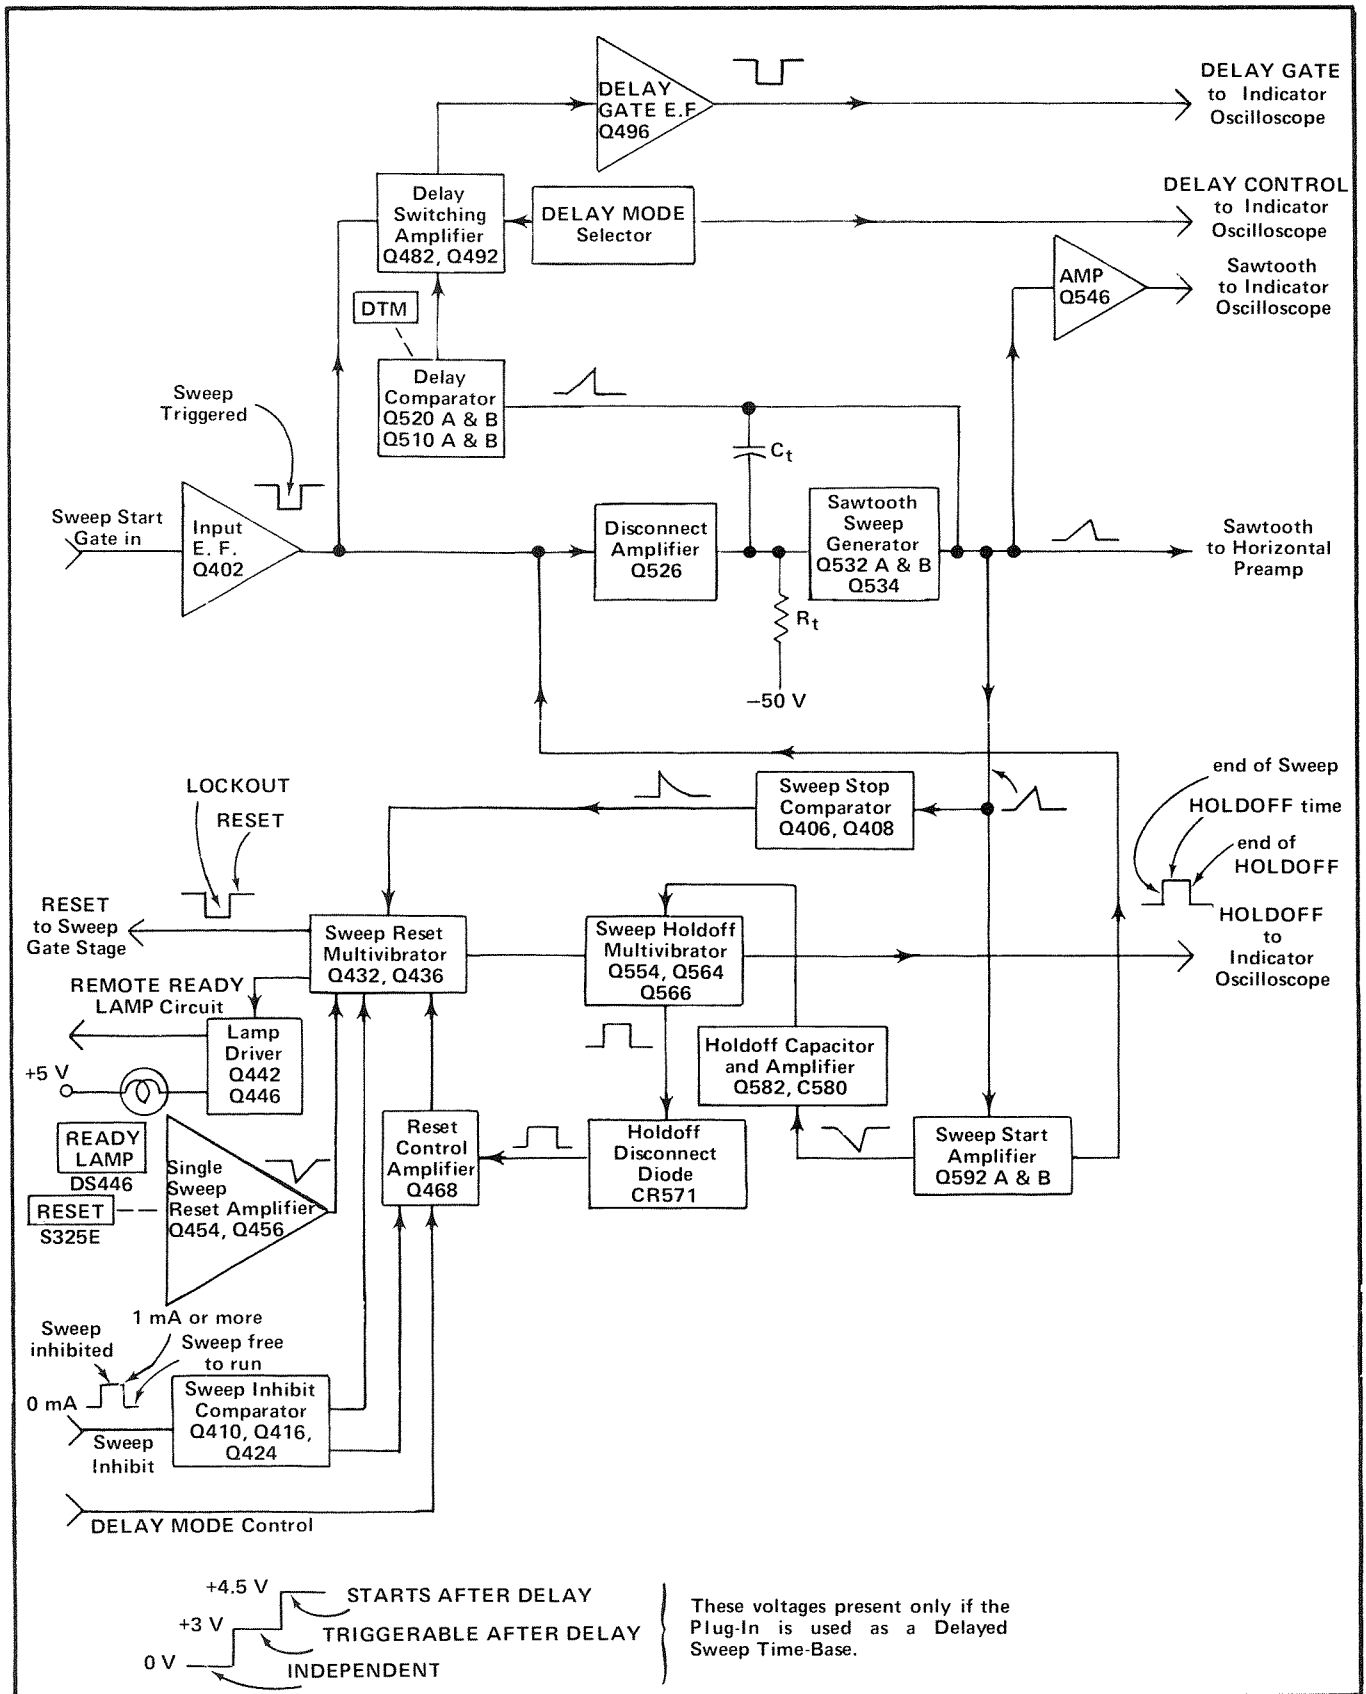 DELAY
GATE E.F
Q496
DELAY GATE
to Indicator
Oscilloscope
Delay
Switching
Amplifier
Q482, Q492
DELAY MODE
Selector
DELAY CONTROL
to Indicator
Oscilloscope
AMP
Q546
Sawtooth
to Indicator
Oscilloscope
DTM
Delay
Comparator
Q520 A & B
Q510 A & B
Sweep
Triggered
Ct
Sweep Start
Gate in
Input
E. F.
Q402
Disconnect
Amplifier
Q526
Sawtooth
Sweep
Generator
Q532 A & B
Q534
Sawtooth
to Horizontal
Preamp
Rt
−50 V
LOCKOUT
RESET
Sweep Stop
Comparator
Q406, Q408
end of Sweep
HOLDOFF time
end of
HOLDOFF
RESET
to Sweep
Gate Stage
Sweep Reset
Multivibrator
Q432, Q436
Sweep Holdoff
Multivibrator
Q554, Q564
Q566
HOLDOFF
to
Indicator
Oscilloscope
REMOTE READY
LAMP Circuit
+5 V
Lamp
Driver
Q442
Q446
Holdoff Capacitor
and Amplifier
Q582, C580
READY
LAMP
DS446
RESET
S325E
Single
Sweep
Reset Amplifier
Q454, Q456
Reset
Control
Amplifier
Q468
Holdoff
Disconnect
Diode
CR571
Sweep Start
Amplifier
Q592 A & B
Sweep
inhibited
1 mA or more
Sweep free
to run
0 mA
Sweep
Inhibit
Sweep Inhibit
Comparator
Q410, Q416,
Q424
DELAY MODE Control
+4.5 V
STARTS AFTER DELAY
+3 V
TRIGGERABLE AFTER DELAY
0 V
INDEPENDENT
These voltages present only if the
Plug-In is used as a Delayed
Sweep Time-Base.